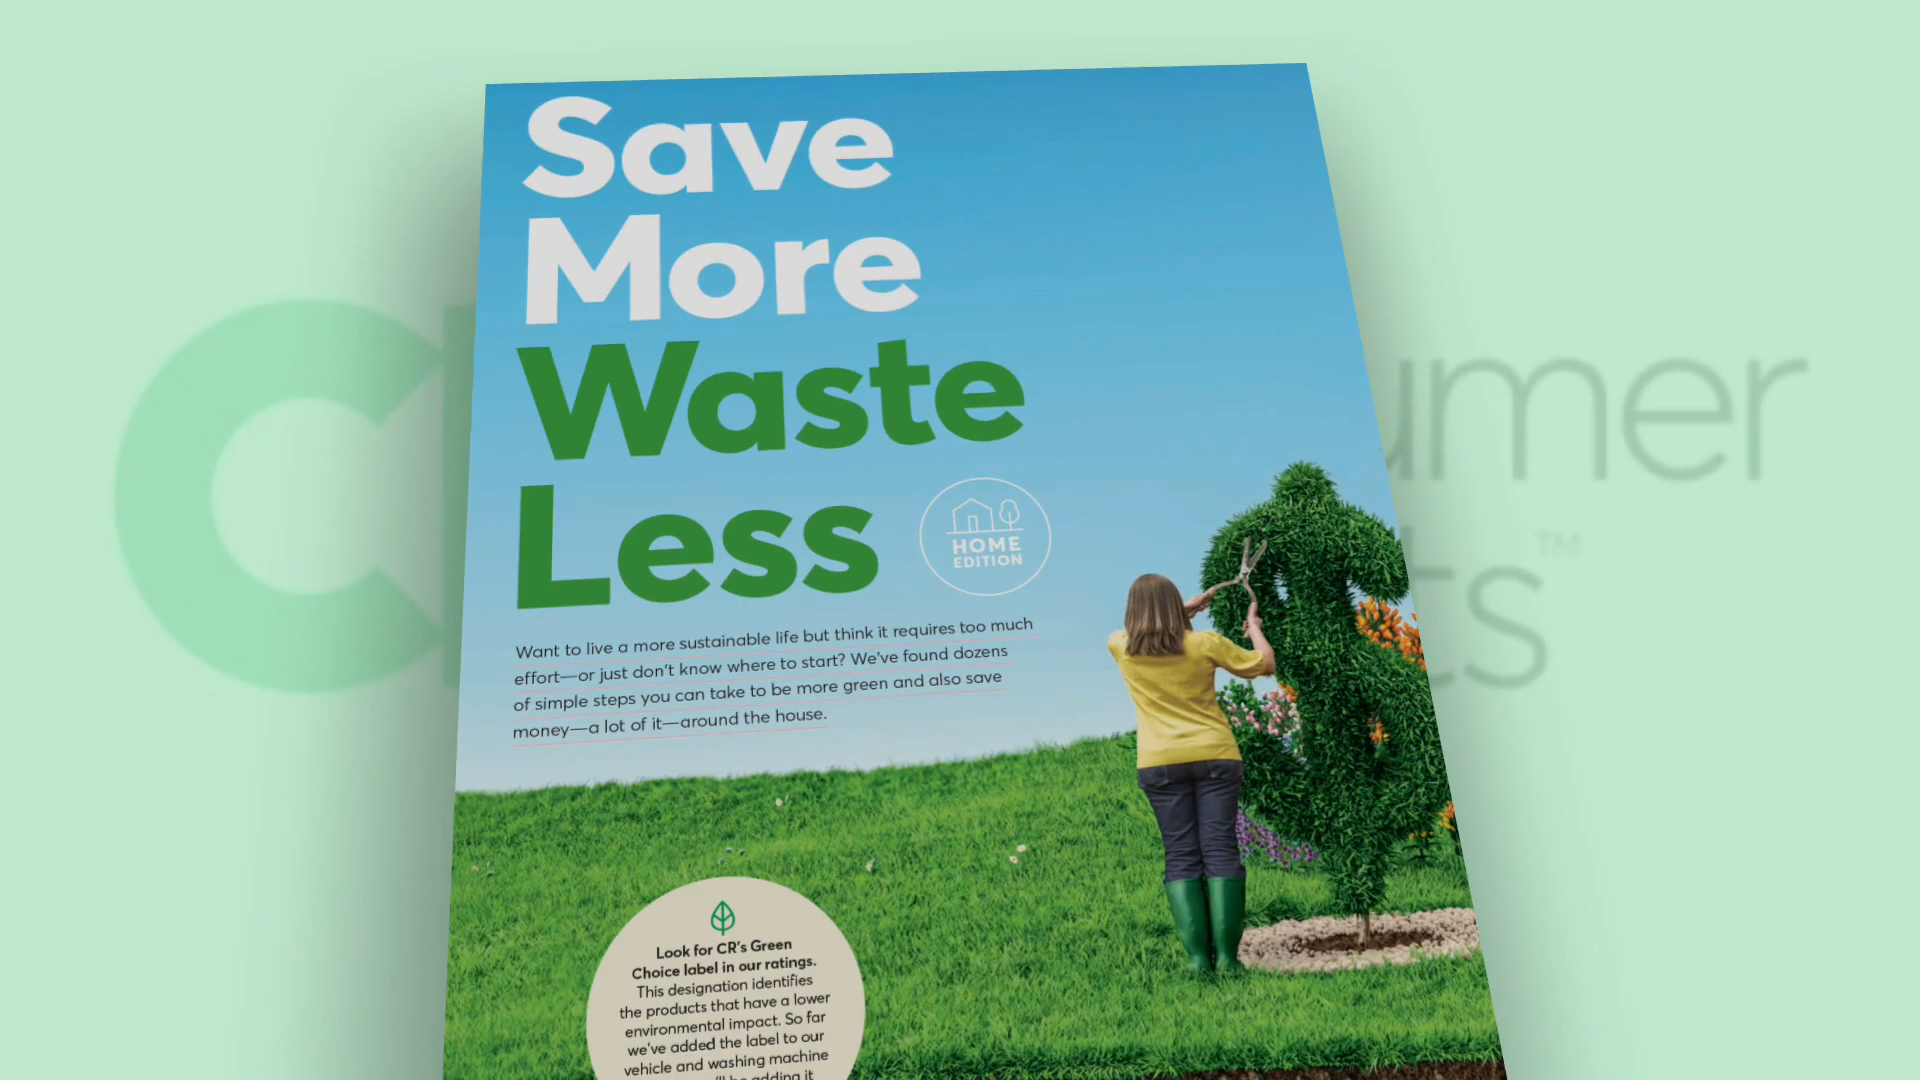 Save
More
Waste
Less
HOME
EDITION
Want to live a more sustainable life but think it requires too much
effort—or just don't know where to start? We've found dozens
of simple steps you can take to be more green and also save
money—a lot of it—around the house.
Look for CR's Green
Choice label in our ratings.
This designation identifies
the products that have a lower
environmental impact. So far
we've added the label to our
vehicle and washing machine
adding it
TM